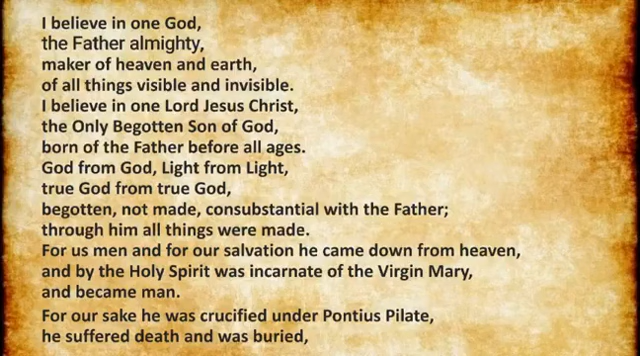 I believe in one God,
the Father almighty,
maker of heaven and earth,
of all things visible and invisible.
I believe in one Lord Jesus Christ,
the Only Begotten Son of God,
born of the Father before all ages.
God from God, Light from Light,
true God from true God,
begotten, not made, consubstantial with the Father;
through him all things were made.
For us men and for our salvation he came down from heaven,
and by the Holy Spirit was incarnate of the Virgin Mary,
and became man.
For our sake he was crucified under Pontius Pilate,
he suffered death and was buried,